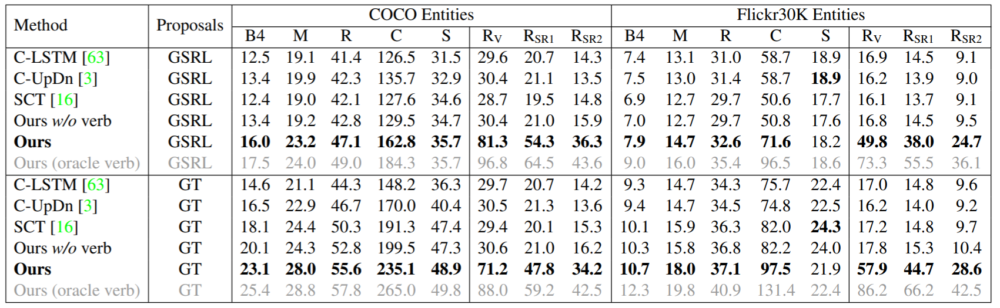 Method Proposals COCO Entities Flickr30K Entities
B4 M R C S RV RSR1 RSR2 B4 M R C S RV RSR1 RSR2
C-LSTM [63] GSRL 12.5 19.1 41.4 126.5 31.5 29.6 20.7 14.3 7.4 13.1 31.0 58.7 18.9 16.9 14.5 9.1
C-UpDn [3] GSRL 13.4 19.9 42.3 135.7 32.9 30.4 21.1 13.5 7.5 13.0 31.4 58.7 18.9 16.2 13.9 9.0
SCT [16] GSRL 12.4 19.0 42.1 127.6 34.6 28.7 19.5 14.8 6.9 12.7 29.7 50.6 17.7 16.1 13.7 9.1
Ours w/o verb GSRL 13.4 19.2 42.8 129.5 34.7 30.4 21.0 15.9 7.0 12.7 29.7 50.8 17.6 16.8 14.5 9.5
Ours GSRL 16.0 23.2 47.1 162.8 35.7 81.3 54.3 36.3 7.9 14.7 32.6 71.6 18.2 49.8 38.0 24.7
Ours (oracle verb) GSRL 17.5 24.0 49.0 184.3 35.7 96.8 64.5 43.6 9.0 16.0 35.4 96.5 18.6 73.3 55.5 36.1
C-LSTM [63] GT 14.6 21.1 44.3 148.2 36.3 29.7 20.7 14.2 9.3 14.7 34.3 75.7 22.4 17.0 14.8 9.6
C-UpDn [3] GT 16.5 22.9 46.7 170.0 40.4 30.5 21.3 13.6 9.4 14.7 34.5 74.8 22.5 16.2 14.0 9.2
SCT [16] GT 18.1 24.4 50.3 191.3 47.4 29.4 20.1 15.3 10.1 15.9 36.3 82.0 24.3 17.2 14.8 9.7
Ours w/o verb GT 20.1 24.3 52.8 199.5 47.3 30.6 21.0 16.2 10.3 15.8 36.8 82.2 24.0 17.8 15.3 10.4
Ours GT 23.1 28.0 55.6 235.1 48.9 71.2 47.8 34.2 10.7 18.0 37.1 97.5 21.9 57.9 44.7 28.6
Ours (oracle verb) GT 25.4 28.8 57.8 265.0 49.8 88.0 59.2 42.5 12.3 19.8 40.9 131.4 22.4 86.2 66.2 42.5